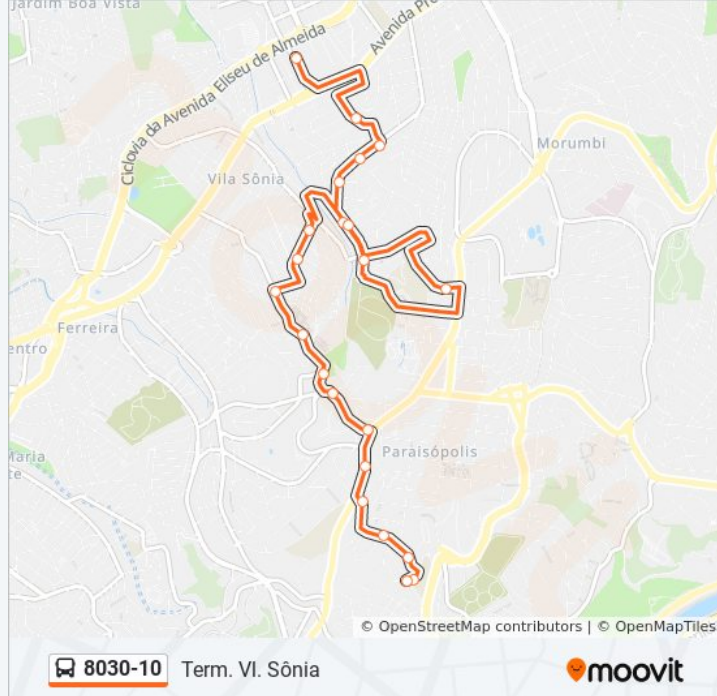 Jardim Boa Vista
Ciclovia da Avenida Eliseu de Almeida
Avenida Pre
Morumbi
Vila Sônia
Ferreira
entro
Paraisópolis
Maria
te
© OpenStreetMap contributors | © OpenMapTiles
8030-10 Term. Vl. Sônia
moovit